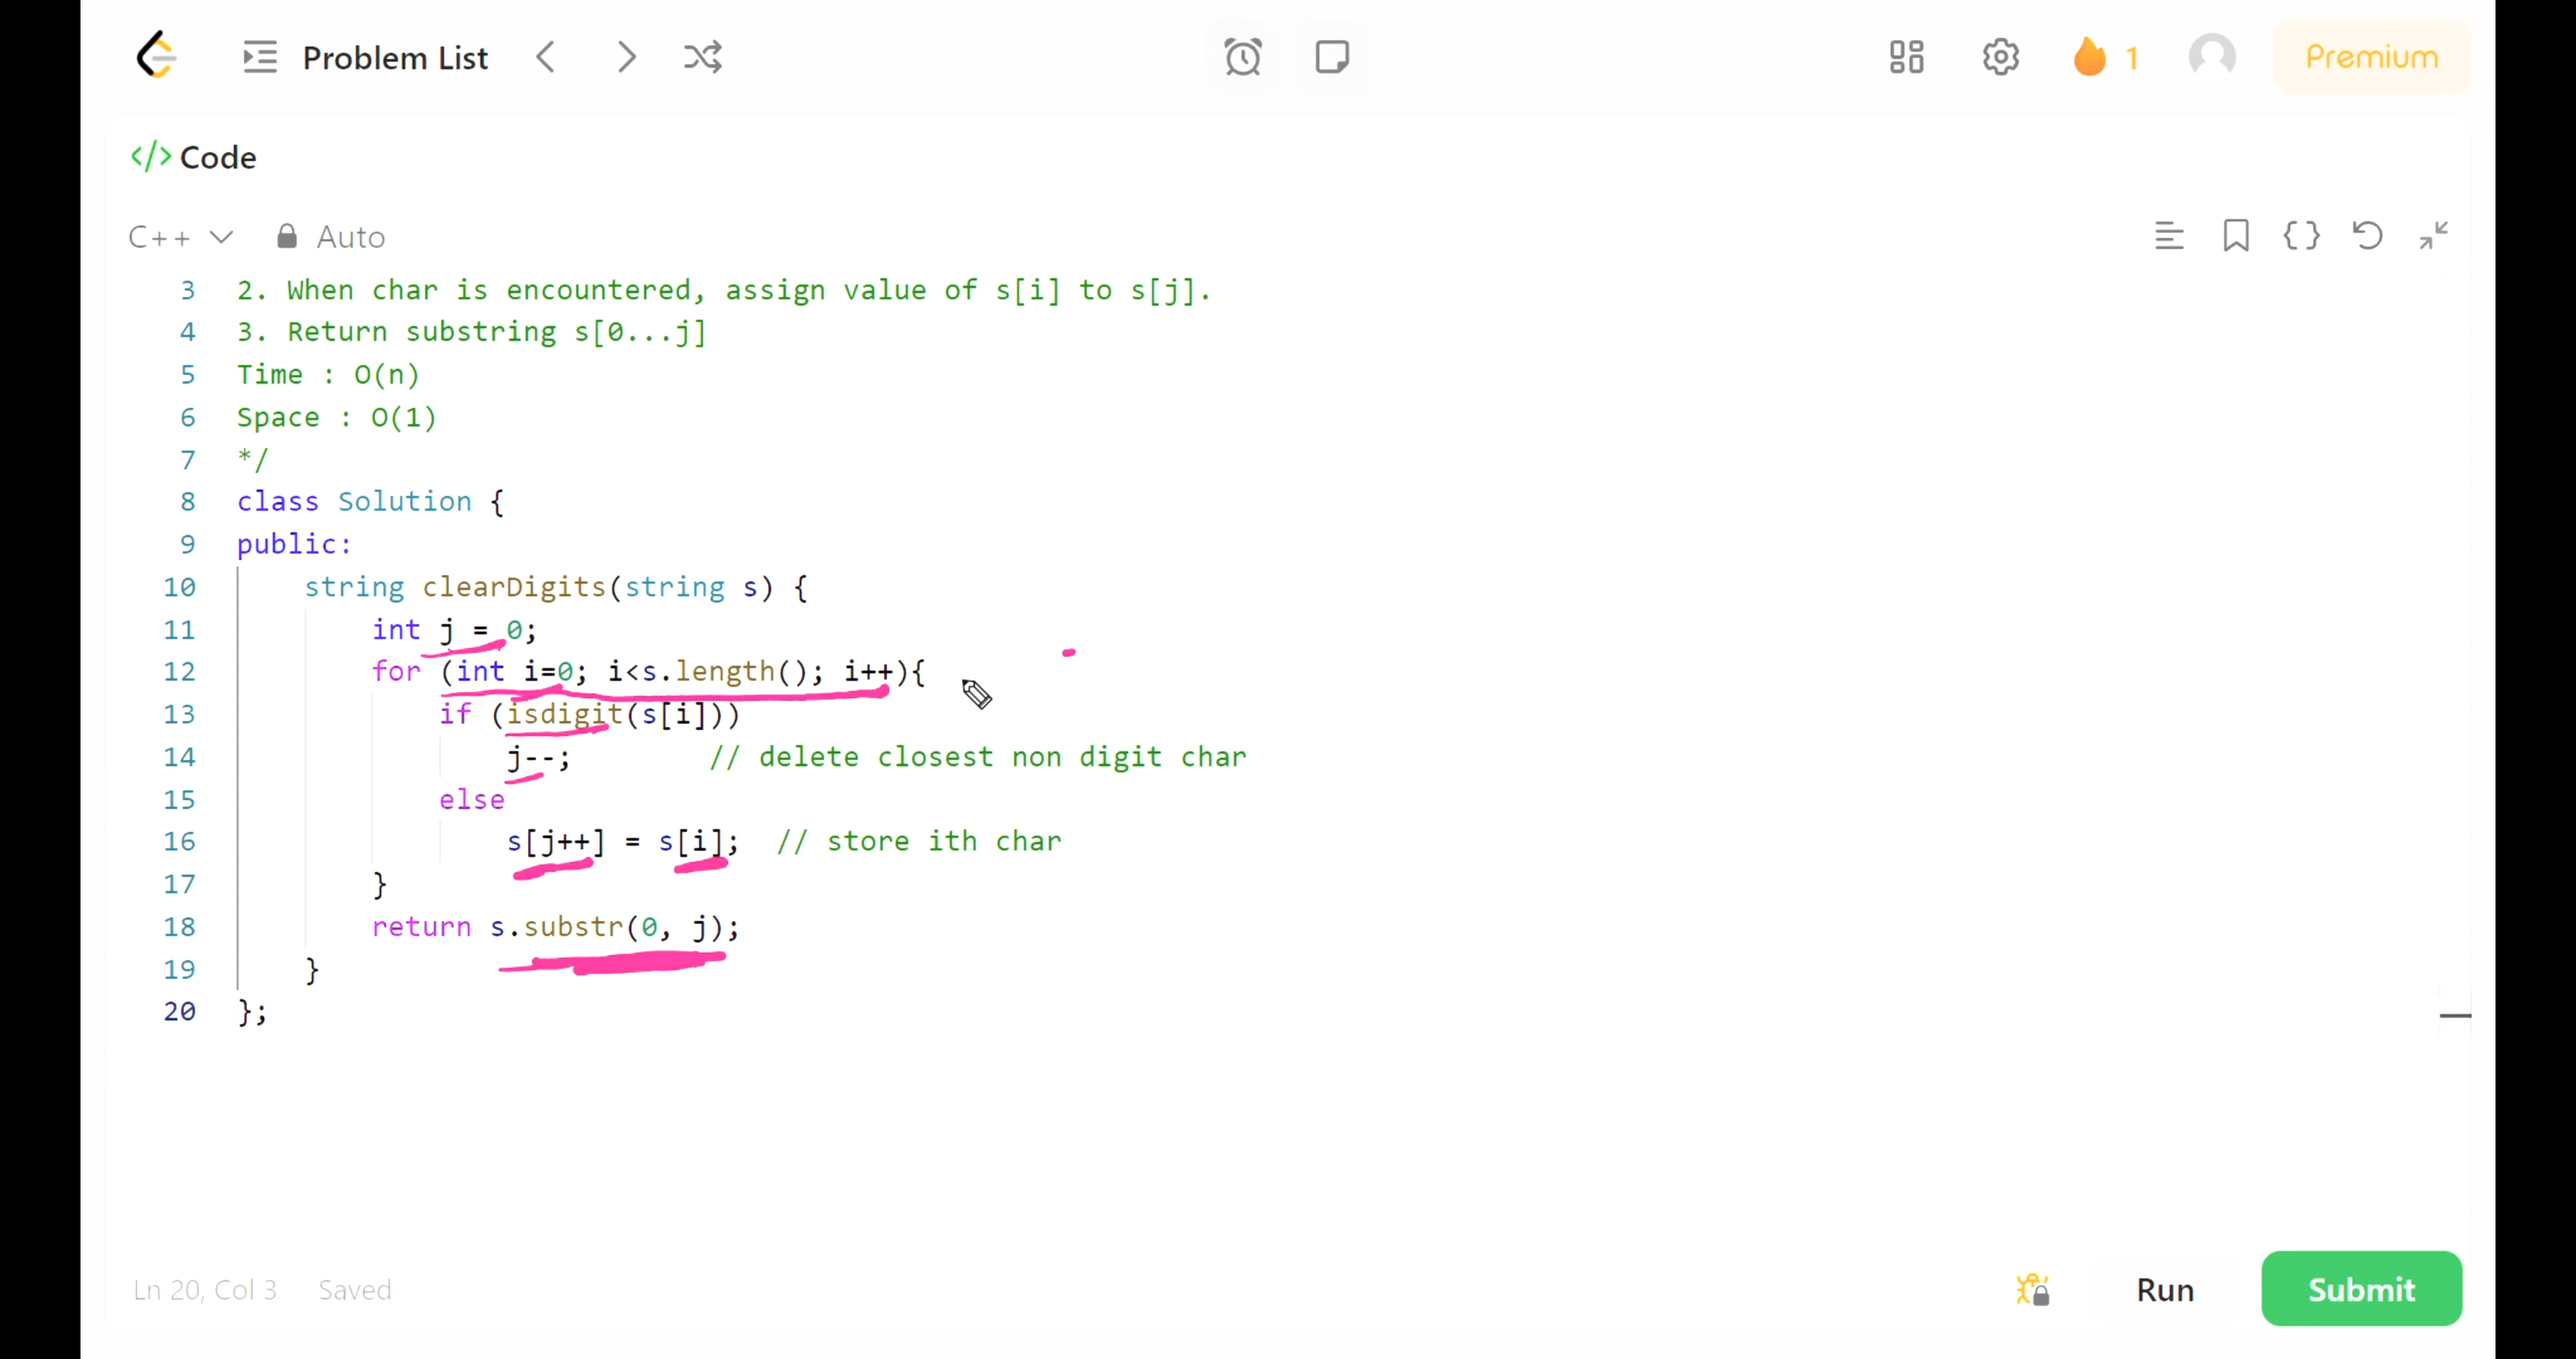 Problem List
1
Premium
</> Code
C++ Auto
3 2. When char is encountered, assign value of s[i] to s[j].
4 3. Return substring s[0...j]
5 Time : O(n)
6 Space : O(1)
7 */
8 class Solution {
9 public:
10 string clearDigits(string s) {
11 int j = 0;
12 for (int i=0; i<s.length(); i++){
13 if (isdigit(s[i]))
14 j--; // delete closest non digit char
15 else
16 s[j++] = s[i]; // store ith char
17 }
18 return s.substr(0, j);
19 }
20 };
Ln 20, Col 3 Saved
Run
Submit